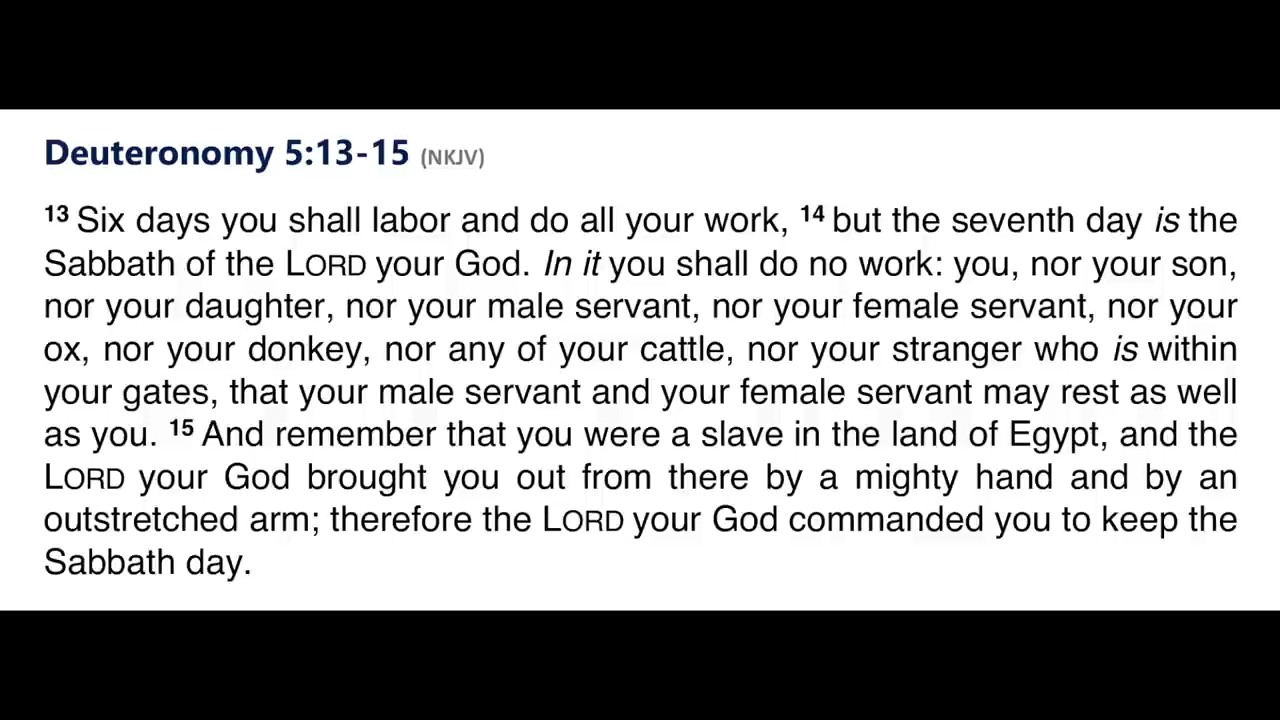 Deuteronomy 5:13-15 (NKJV)
13 Six days you shall labor and do all your work, 14 but the seventh day is the
Sabbath of the LORD your God. In it you shall do no work: you, nor your son,
nor your daughter, nor your male servant, nor your female servant, nor your
ox, nor your donkey, nor any of your cattle, nor your stranger who is within
your gates, that your male servant and your female servant may rest as well
as you. 15 And remember that you were a slave in the land of Egypt, and the
LORD your God brought you out from there by a mighty hand and by an
outstretched arm; therefore the LORD your God commanded you to keep the
Sabbath day.